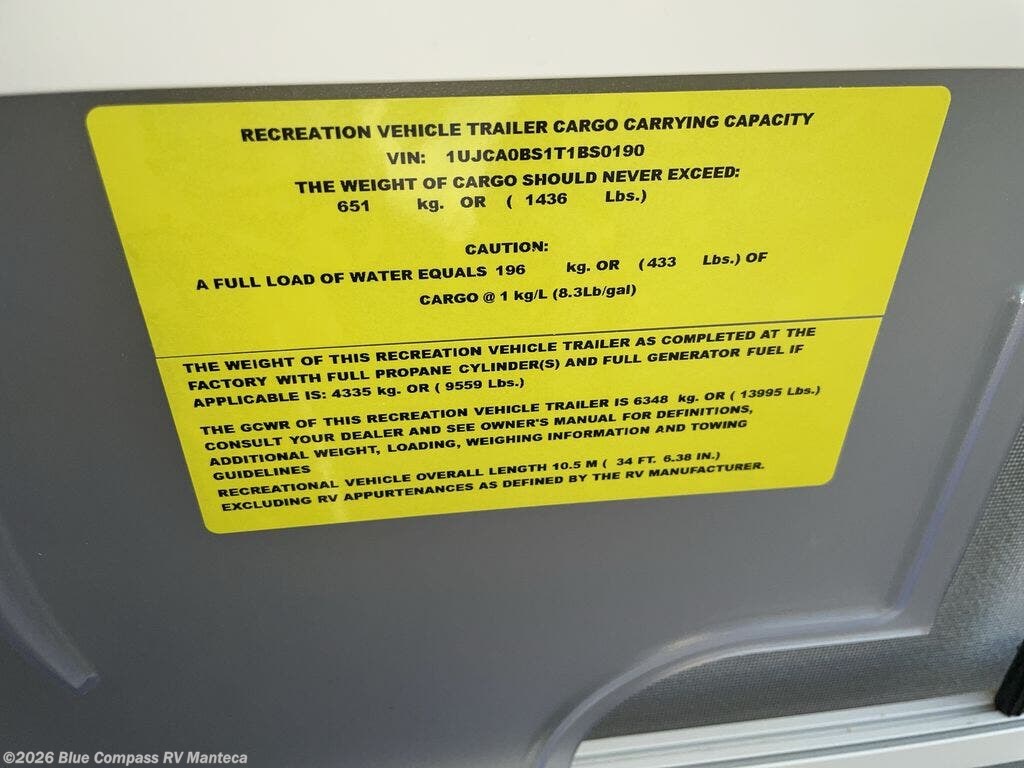 RECREATION VEHICLE TRAILER CARGO CARRYING CAPACITY
VIN: 1UJCA0BS1T1BS0190
THE WEIGHT OF CARGO SHOULD NEVER EXCEED:
651 kg. OR ( 1436 Lbs.)
CAUTION:
A FULL LOAD OF WATER EQUALS 196 kg. OR (433 Lbs.) OF
CARGO @ 1 kg/L (8.3Lb/gal)
THE WEIGHT OF THIS RECREATION VEHICLE TRAILER AS COMPLETED AT THE
FACTORY WITH FULL PROPANE CYLINDER(S) AND FULL GENERATOR FUEL IF
APPLICABLE IS: 4335 kg. OR ( 9559 Lbs.)
THE GCWR OF THIS RECREATION VEHICLE TRAILER IS 6348 kg. OR ( 13995 Lbs.)
CONSULT YOUR DEALER AND SEE OWNER'S MANUAL FOR DEFINITIONS,
ADDITIONAL WEIGHT, LOADING, WEIGHING INFORMATION AND TOWING
GUIDELINES
RECREATIONAL VEHICLE OVERALL LENGTH 10.5 M ( 34 FT. 6.38 IN.)
EXCLUDING RV APPURTENANCES AS DEFINED BY THE RV MANUFACTURER.
©2026 Blue Compass RV Manteca